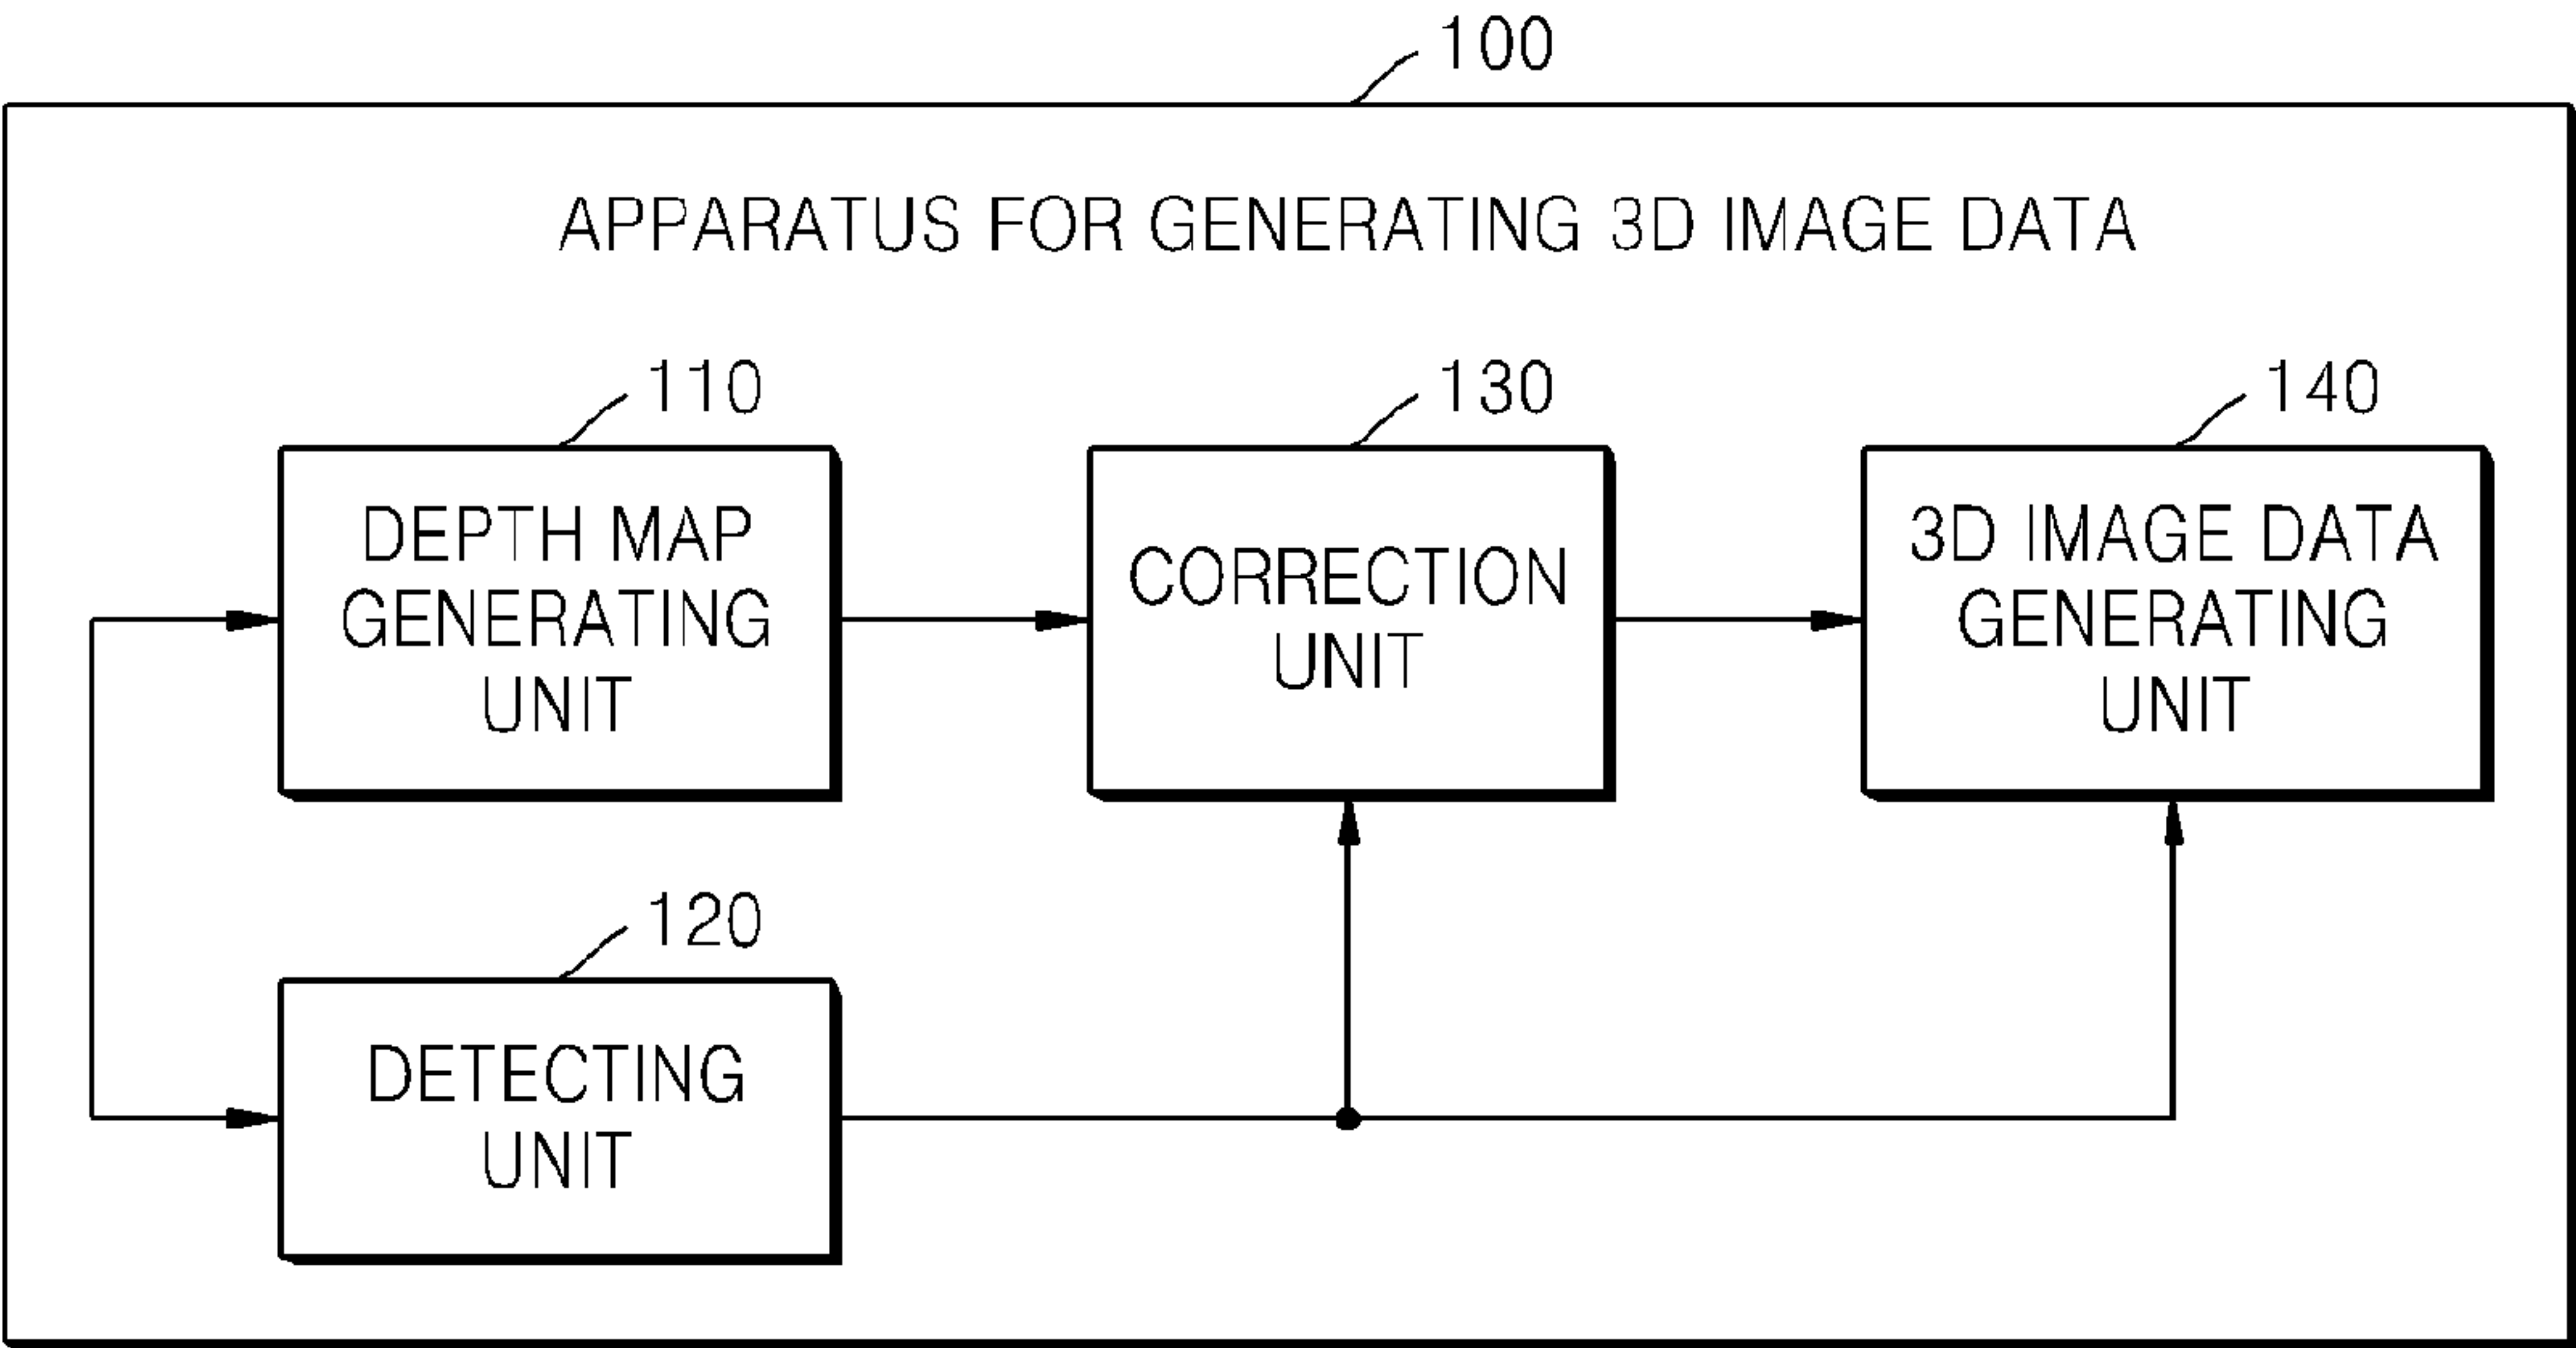 100
APPARATUS FOR GENERATING 3D IMAGE DATA
110
DEPTH MAP
GENERATING
UNIT
130
CORRECTION
UNIT
140
3D IMAGE DATA
GENERATING
UNIT
120
DETECTING
UNIT